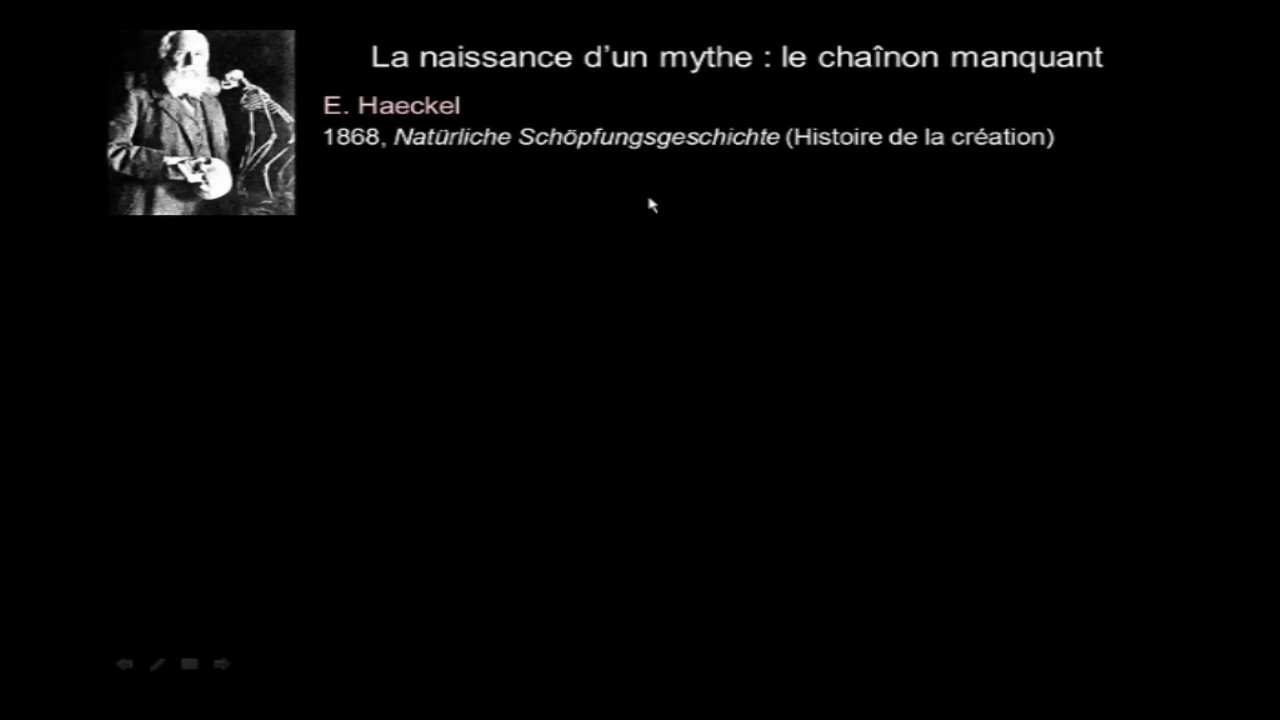 La naissance d’un mythe : le chaînon manquant
E. Haeckel
1868, Natürliche Schöpfungsgeschichte (Histoire de la création)